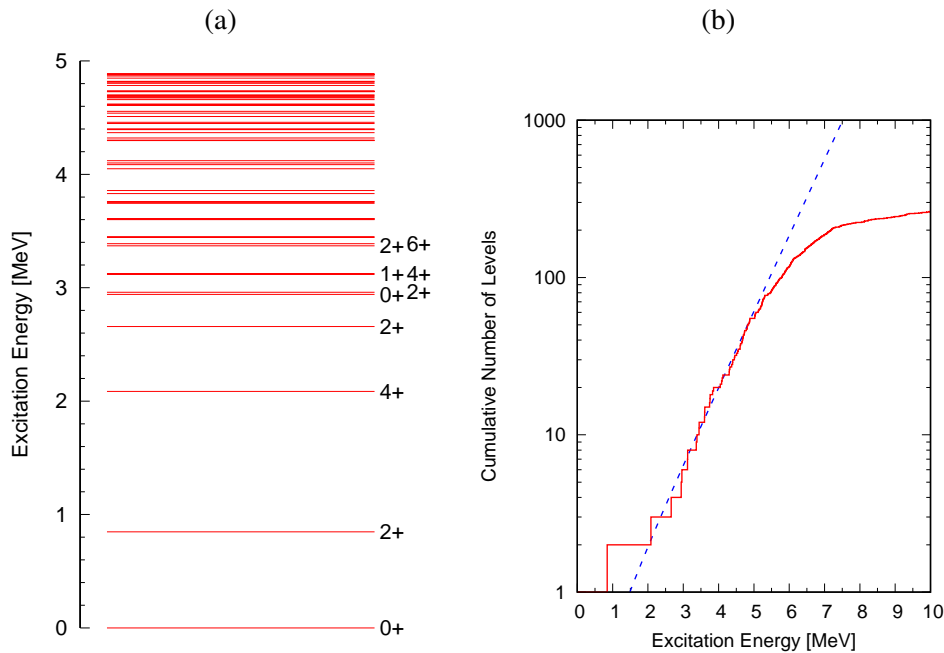 (a)
(b)
Excitation Energy [MeV]
5
4
3
2
1
0
2+ 6+
1+ 4+
0+ 2+
2+
4+
2+
0+
Cumulative Number of Levels
1000
100
10
1
0 1 2 3 4 5 6 7 8 9 10
Excitation Energy [MeV]